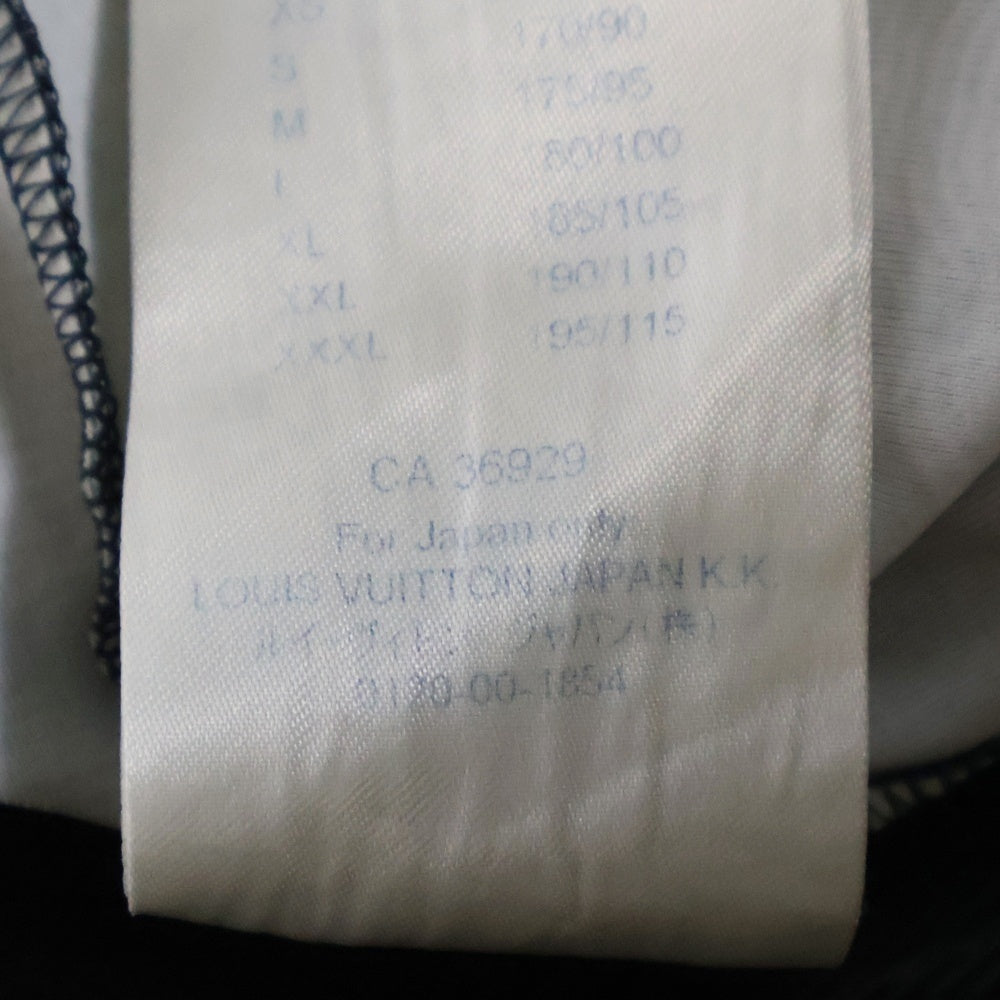 XS
S 170/90
M 175/95
L 180/100
XL 185/105
XXL 190/110
XXXL 195/115
CA 36929
For Japan only
LOUIS VUITTON JAPAN K.K.
ルイ・ヴィトン ジャパン(株)
0120-00-1854